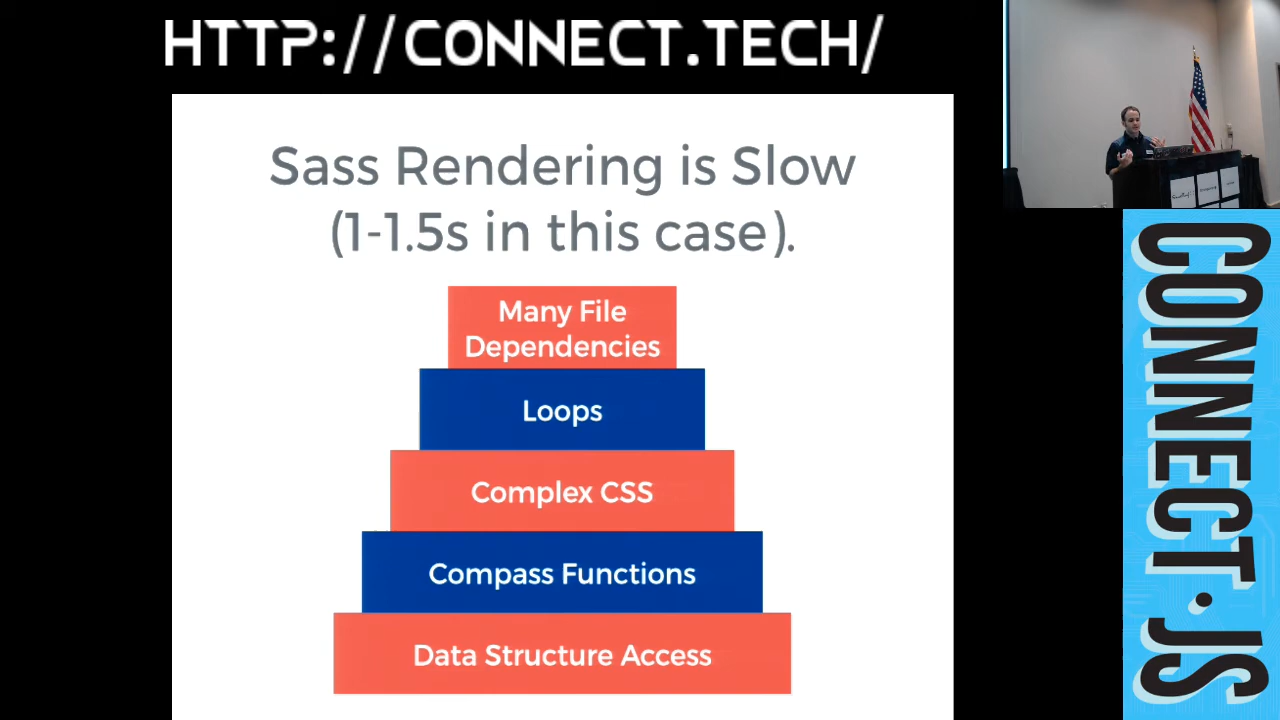 HTTP://CONNECT.TECH/
Sass Rendering is Slow
(1-1.5s in this case).
Many File
Dependencies
Loops
Complex CSS
Compass Functions
Data Structure Access
CONNECT.JS